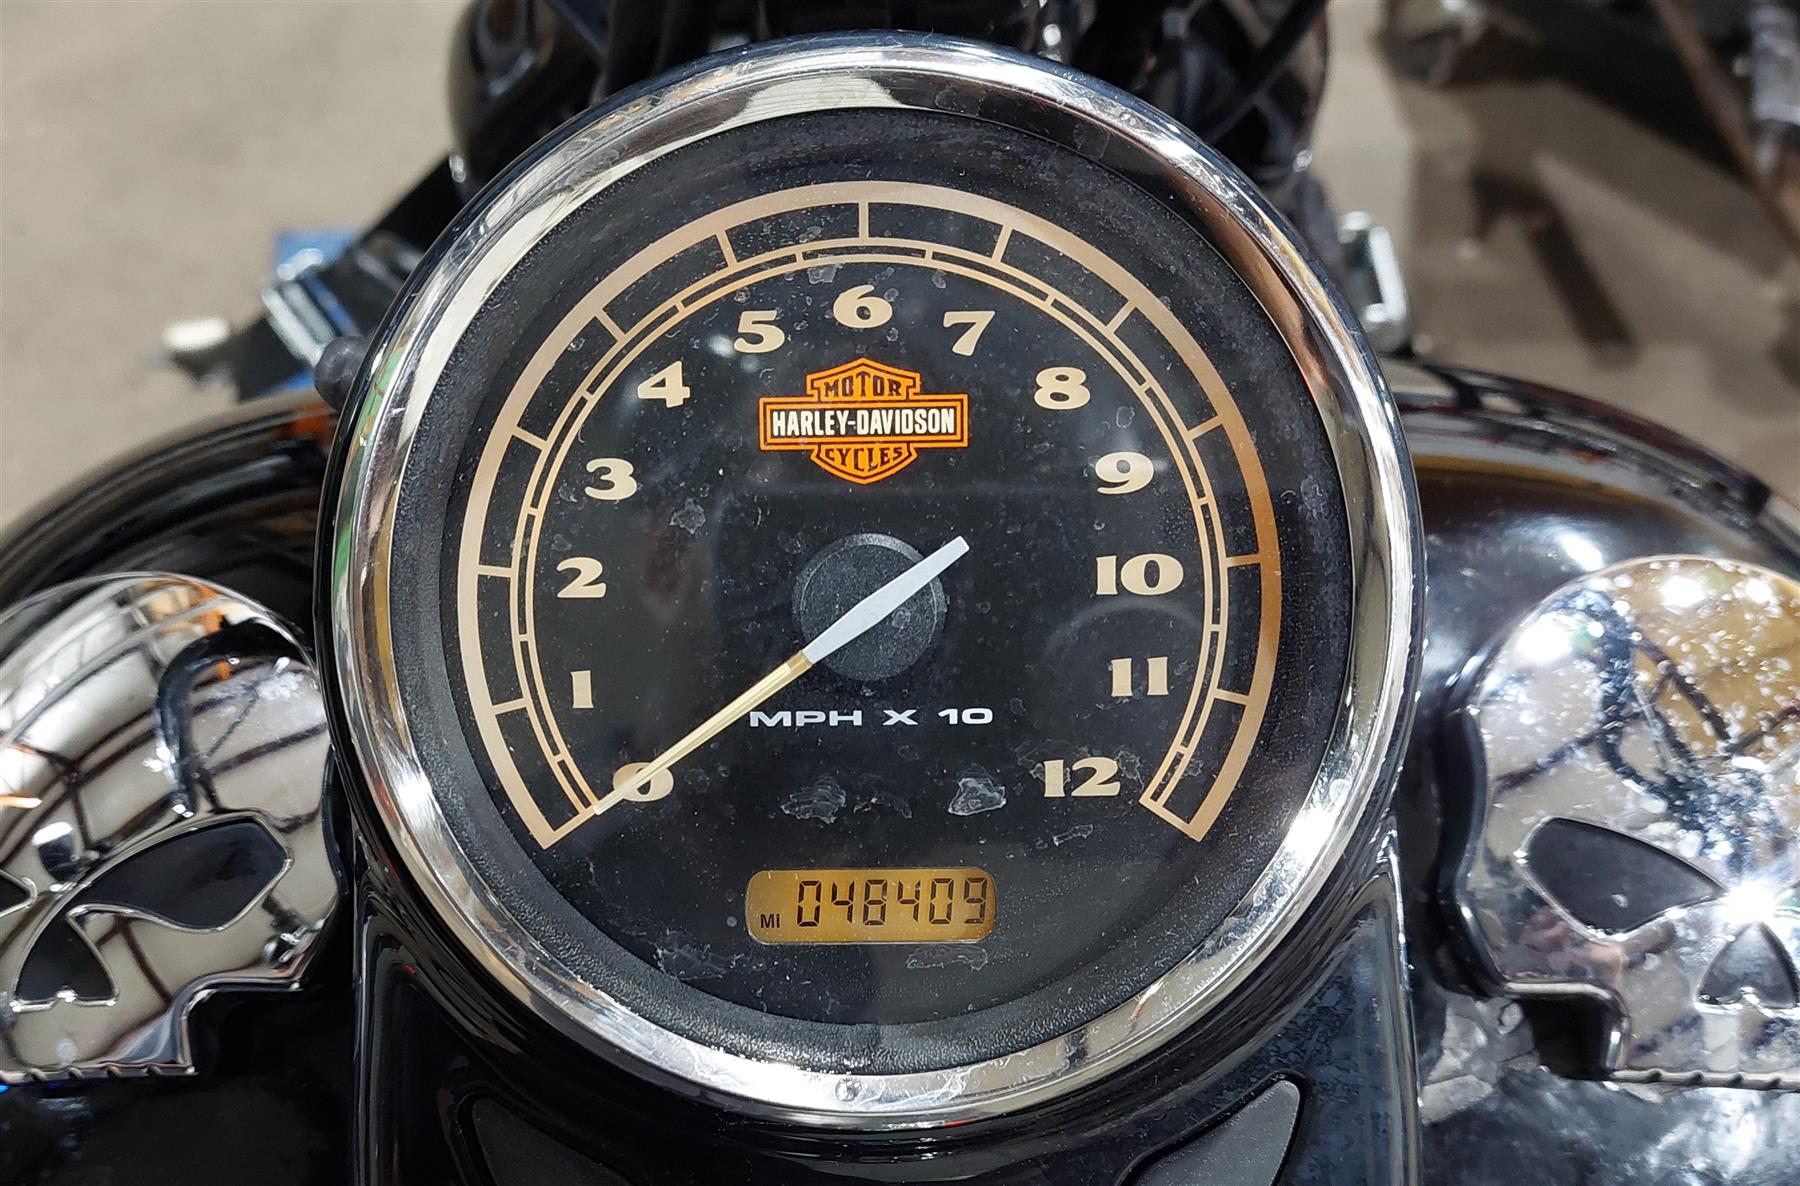 6
5 7
4 8
MOTOR
HARLEY-DAVIDSON
CYCLES
3 9
2 10
1 11
MPH X 10
0 12
MI 048409